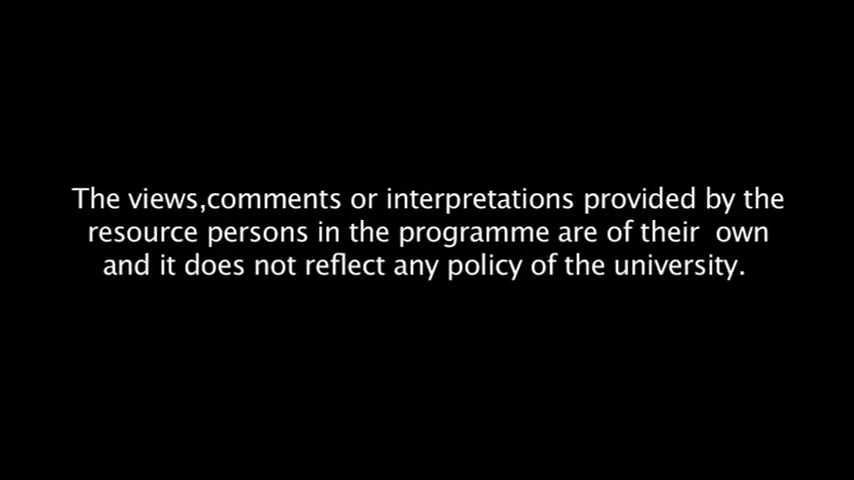 The views,comments or interpretations provided by the
resource persons in the programme are of their  own
and it does not reflect any policy of the university.